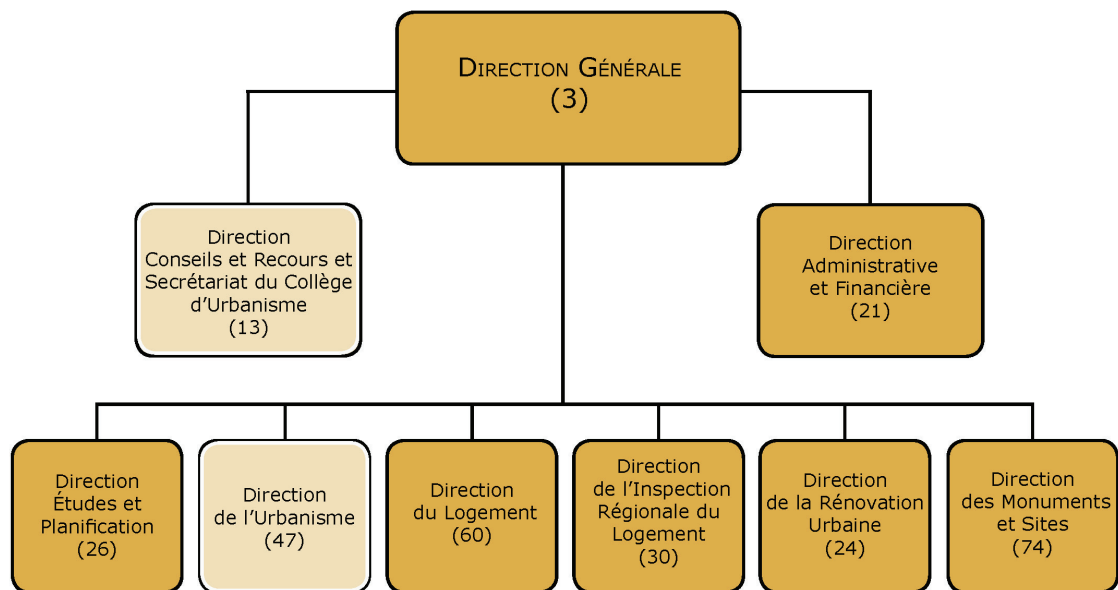 DIRECTION GÉNÉRALE
(3)
Direction
Conseils et Recours et
Secrétariat du Collège
d'Urbanisme
(13)
Direction
Administrative
et Financière
(21)
Direction
Études et
Planification
(26)
Direction
de l'Urbanisme
(47)
Direction
du Logement
(60)
Direction
de l'Inspection
Régionale du
Logement
(30)
Direction
de la Rénovation
Urbaine
(24)
Direction
des Monuments
et Sites
(74)